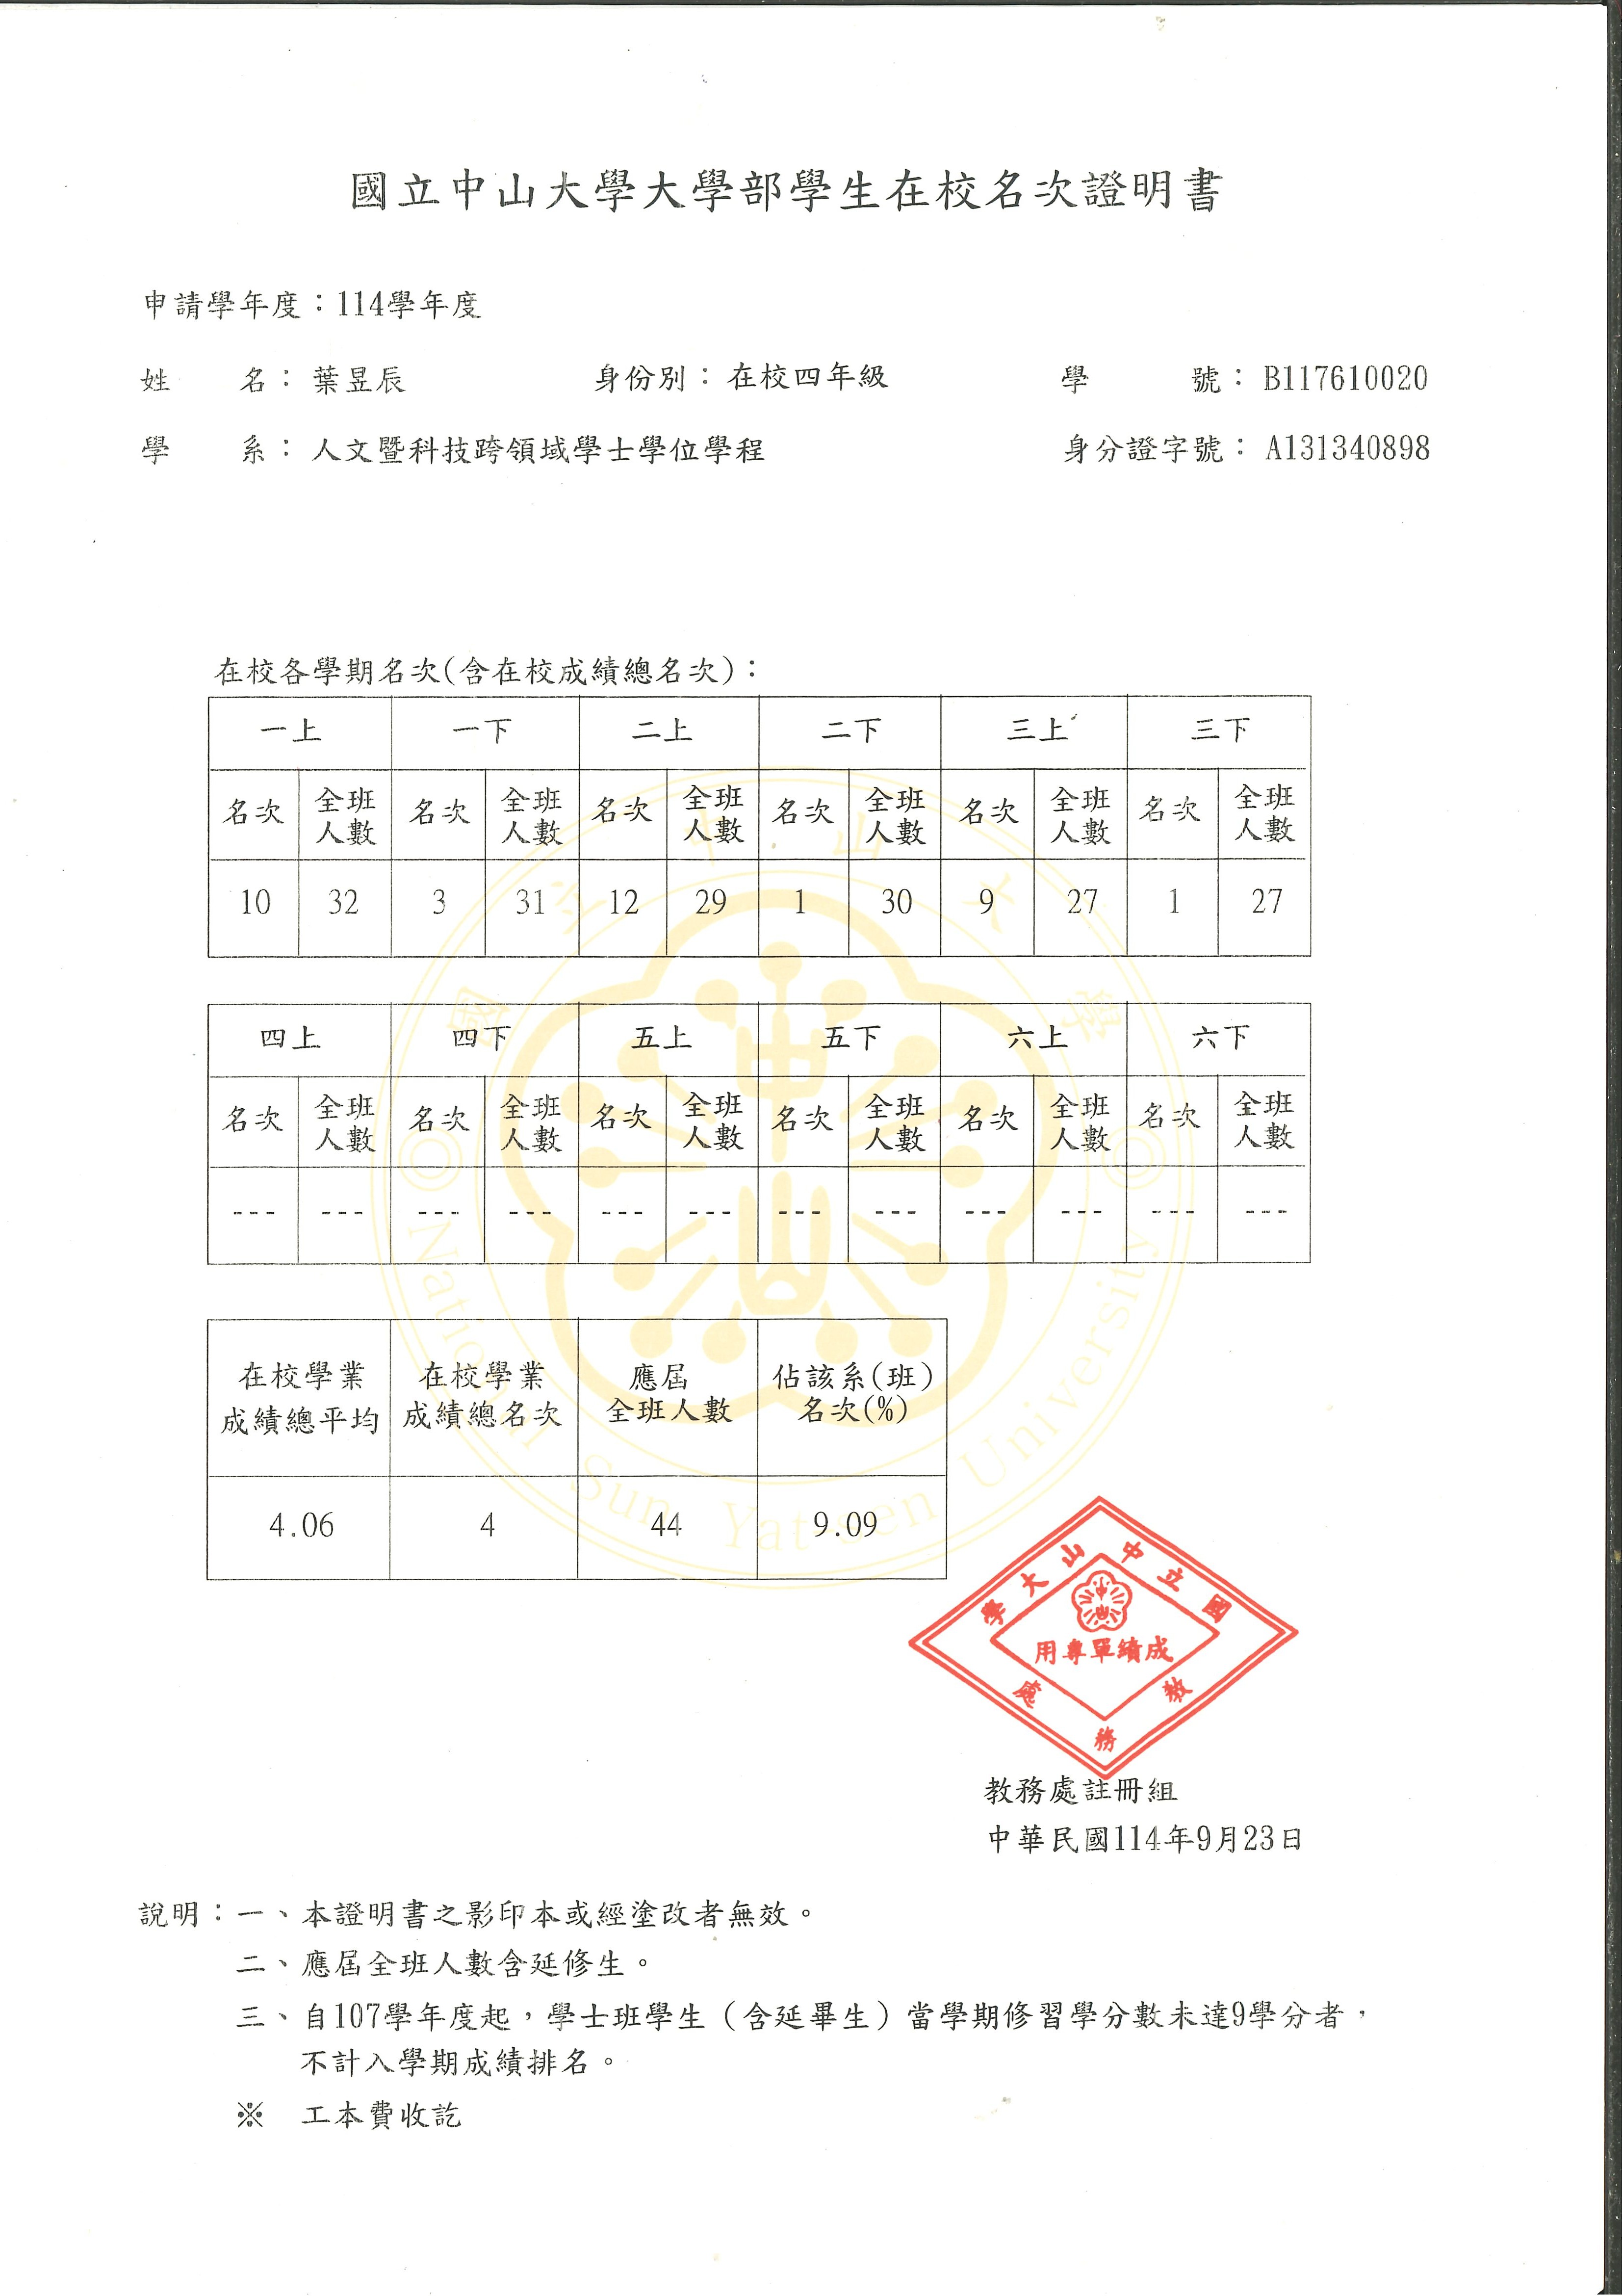 國立中山大學大學部學生在校名次證明書
申請學年度：114學年度
姓 名：葉昱辰 身份別：在校四年級 學 號：B117610020
學 系：人文暨科技跨領域學士學位學程 身分證字號：A131340898
在校各學期名次(含在校成績總名次)：
一上 一下 二上 二下 三上 三下
名次 全班人數 名次 全班人數 名次 全班人數 名次 全班人數 名次 全班人數 名次 全班人數
10 32 3 31 12 29 1 30 9 27 1 27
四上 四下 五上 五下 六上 六下
名次 全班人數 名次 全班人數 名次 全班人數 名次 全班人數 名次 全班人數 名次 全班人數
--- --- --- --- --- --- --- --- --- --- --- ---
在校學業成績總平均 在校學業成績總名次 應屆全班人數 佔該系(班)名次(%)
4.06 4 44 9.09
國立中山大學
National Sun Yat-sen University
國立中山大學
成績單專用
教務處
教務處註冊組
中華民國114年9月23日
說明：一、本證明書之影印本或經塗改者無效。
二、應屆全班人數含延修生。
三、自107學年度起，學士班學生（含延畢生）當學期修習學分數未達9學分者，
不計入學期成績排名。
※ 工本費收訖